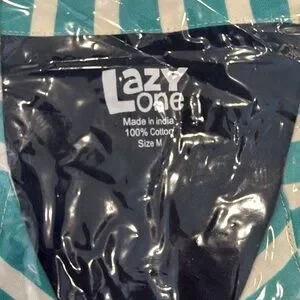 Lazy
one
Made in India
100% Cotton
Size M